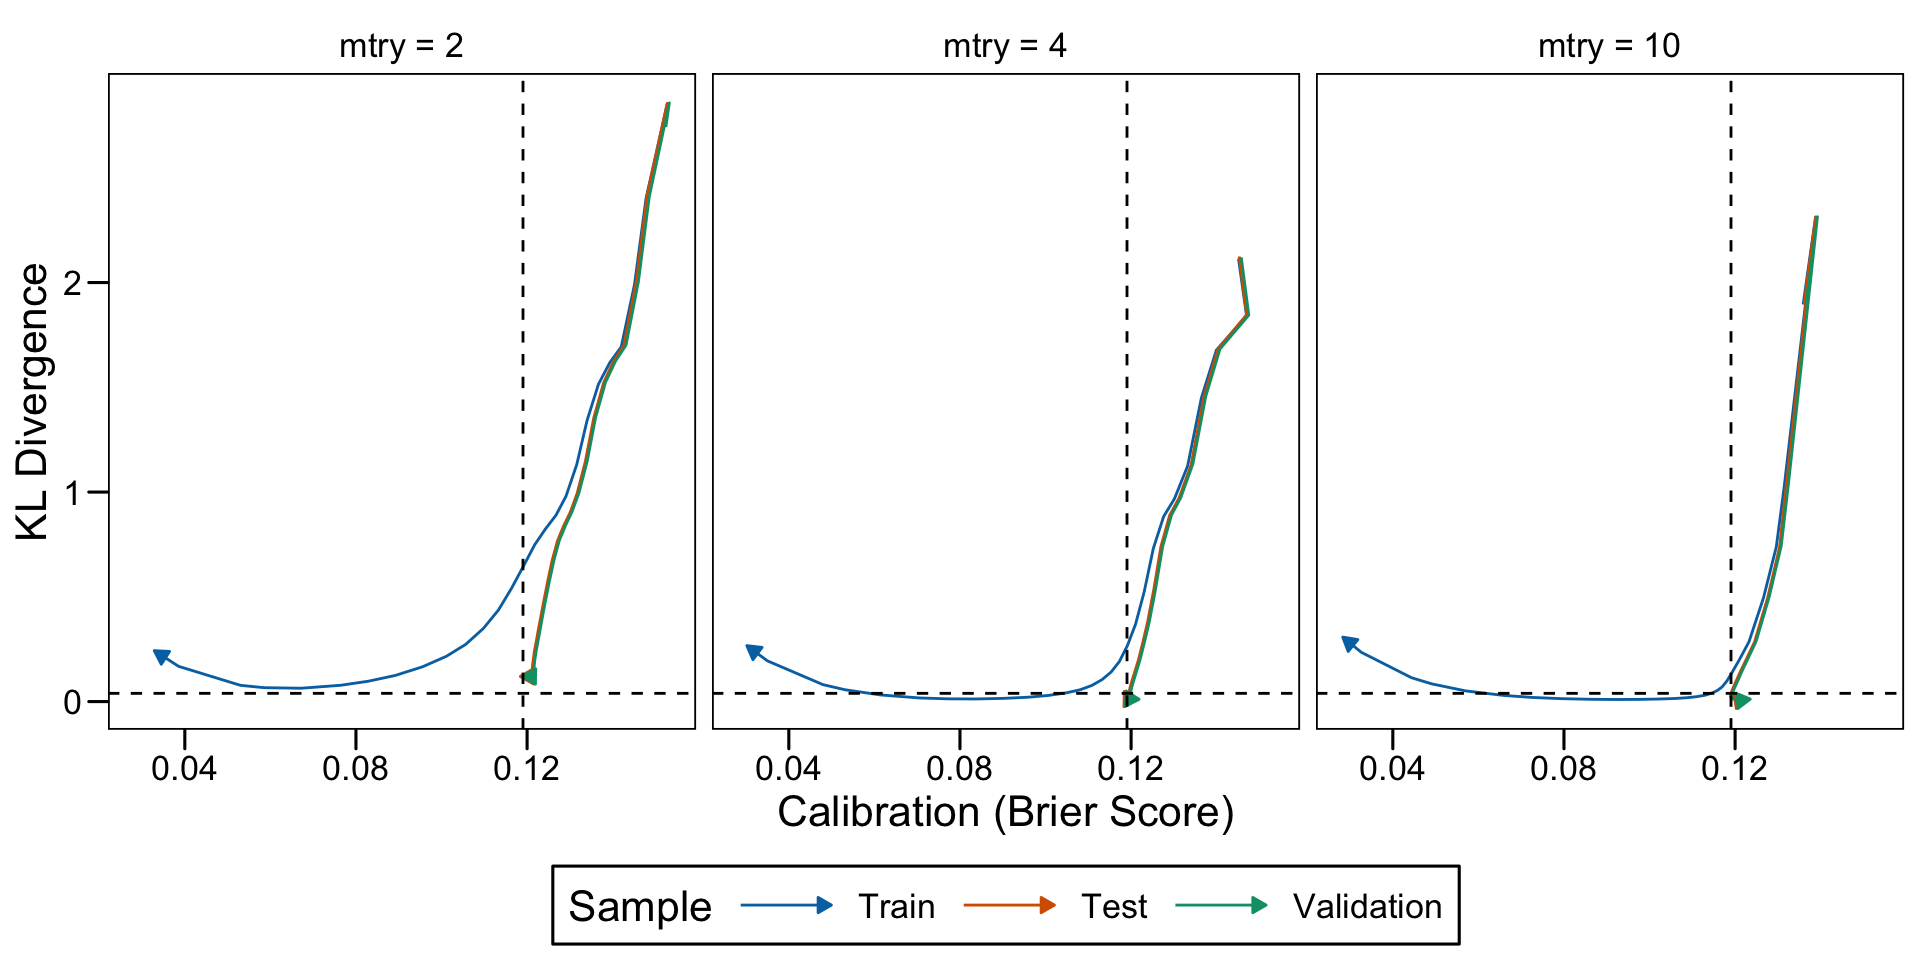 mtry = 2 mtry = 4 mtry = 10
KL Divergence
2
1
0
0.04 0.08 0.12 0.04 0.08 0.12 0.04 0.08 0.12
Calibration (Brier Score)
Sample Train Test Validation